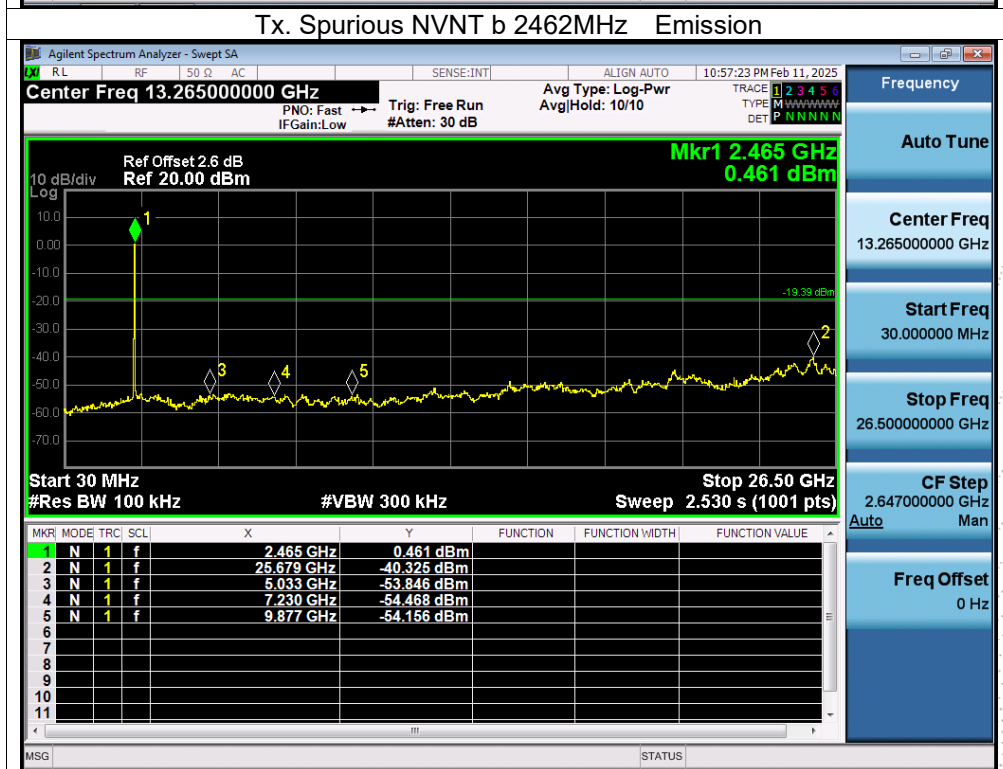 Tx. Spurious NVNT b 2462MHz Emission
Agilent Spectrum Analyzer - Swept SA
LXI RL RF 50 Ω AC SENSE:INT ALIGN AUTO 10:57:23 PM Feb 11, 2025
Center Freq 13.265000000 GHz
PNO: Fast
IFGain:Low
Trig: Free Run
#Atten: 30 dB
Avg Type: Log-Pwr
Avg|Hold: 10/10
TRACE 1 2 3 4 5 6
TYPE M WWWWW
DET P N N N N N
Ref Offset 2.6 dB
Ref 20.00 dBm
10 dB/div
Log
Mkr1 2.465 GHz
0.461 dBm
10.0
0.00
-10.0
-20.0
-30.0
-40.0
-50.0
-60.0
-70.0
1
-19.39 dBm
2
3
4
5
Start 30 MHz
Stop 26.50 GHz
#Res BW 100 kHz
#VBW 300 kHz
Sweep 2.530 s (1001 pts)
MKR MODE TRC SCL X Y FUNCTION FUNCTION WIDTH FUNCTION VALUE
1 N 1 f 2.465 GHz 0.461 dBm
2 N 1 f 25.679 GHz -40.325 dBm
3 N 1 f 5.033 GHz -53.846 dBm
4 N 1 f 7.230 GHz -54.468 dBm
5 N 1 f 9.877 GHz -54.156 dBm
6
7
8
9
10
11
MSG
STATUS
Frequency
Auto Tune
Center Freq
13.265000000 GHz
Start Freq
30.000000 MHz
Stop Freq
26.500000000 GHz
CF Step
2.647000000 GHz
Auto Man
Freq Offset
0 Hz